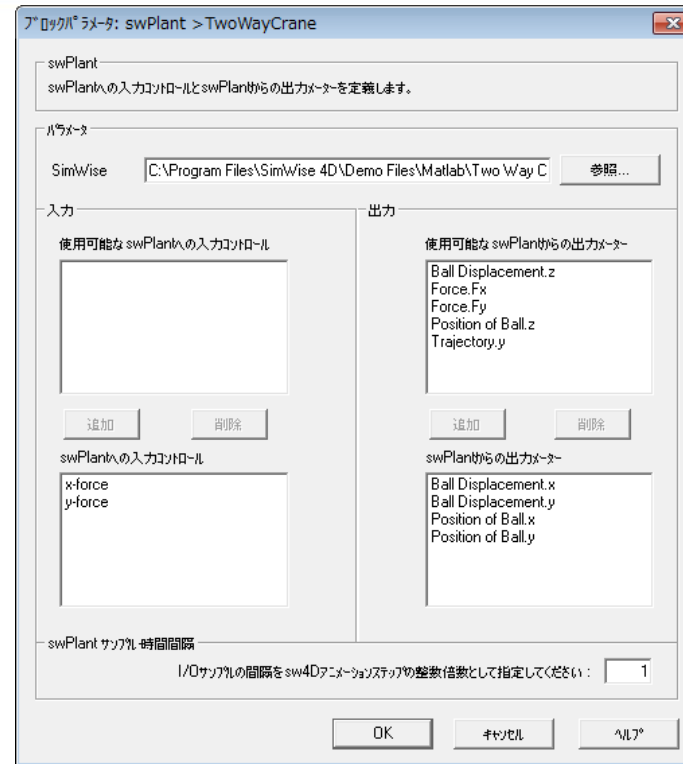 ブロックパラメータ: swPlant >TwoWayCrane
swPlant
swPlantへの入力コントロールとswPlantからの出力メーターを定義します。
パラメータ
SimWise
C:\Program Files\SimWise 4D\Demo Files\Matlab\Two Way C
参照...
入力
使用可能な swPlantへの入力コントロール
追加
削除
swPlantへの入力コントロール
x-force
y-force
出力
使用可能な swPlantからの出力メーター
Ball Displacement.z
Force.Fx
Force.Fy
Position of Ball.z
Trajectory.y
追加
削除
swPlantからの出力メーター
Ball Displacement.x
Ball Displacement.y
Position of Ball.x
Position of Ball.y
swPlant サンプル時間間隔
I/Oサンプルの間隔をsw4Dアニメーションステップの整数倍数として指定してください : 1
OK
キャンセル
ヘルプ